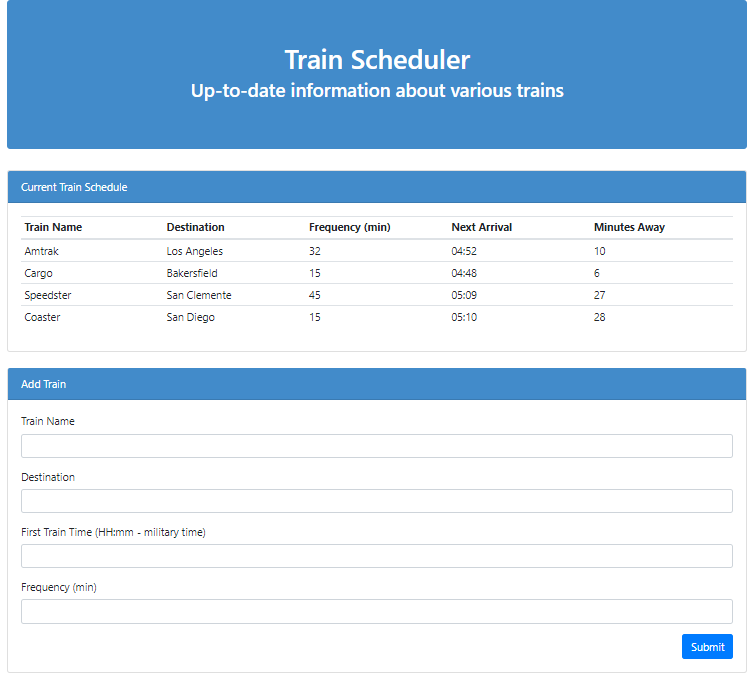 Train Scheduler
Up-to-date information about various trains
Current Train Schedule
Train Name Destination Frequency (min) Next Arrival Minutes Away
Amtrak Los Angeles 32 04:52 10
Cargo Bakersfield 15 04:48 6
Speedster San Clemente 45 05:09 27
Coaster San Diego 15 05:10 28
Add Train
Train Name
Destination
First Train Time (HH:mm - military time)
Frequency (min)
Submit